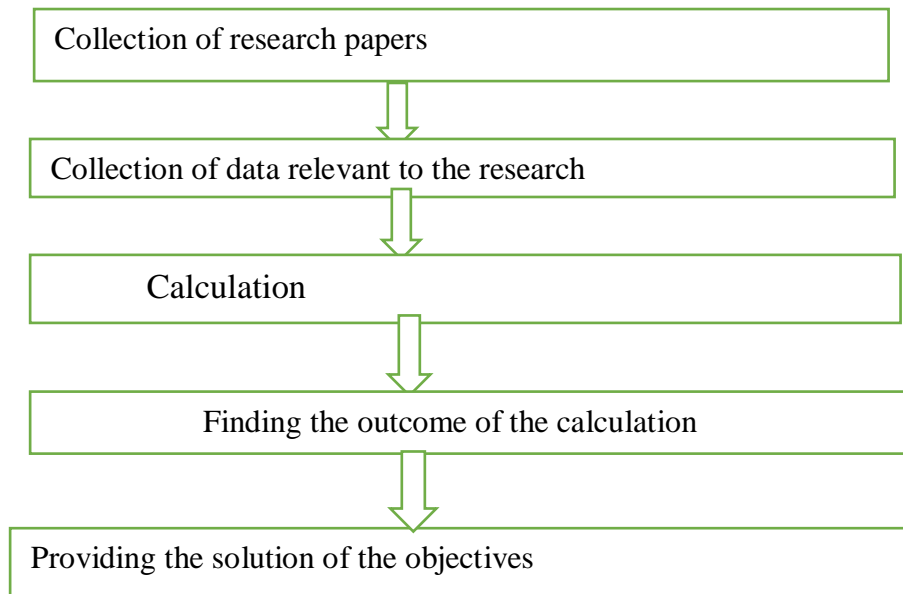 Collection of research papers
Collection of data relevant to the research
Calculation
Finding the outcome of the calculation
Providing the solution of the objectives